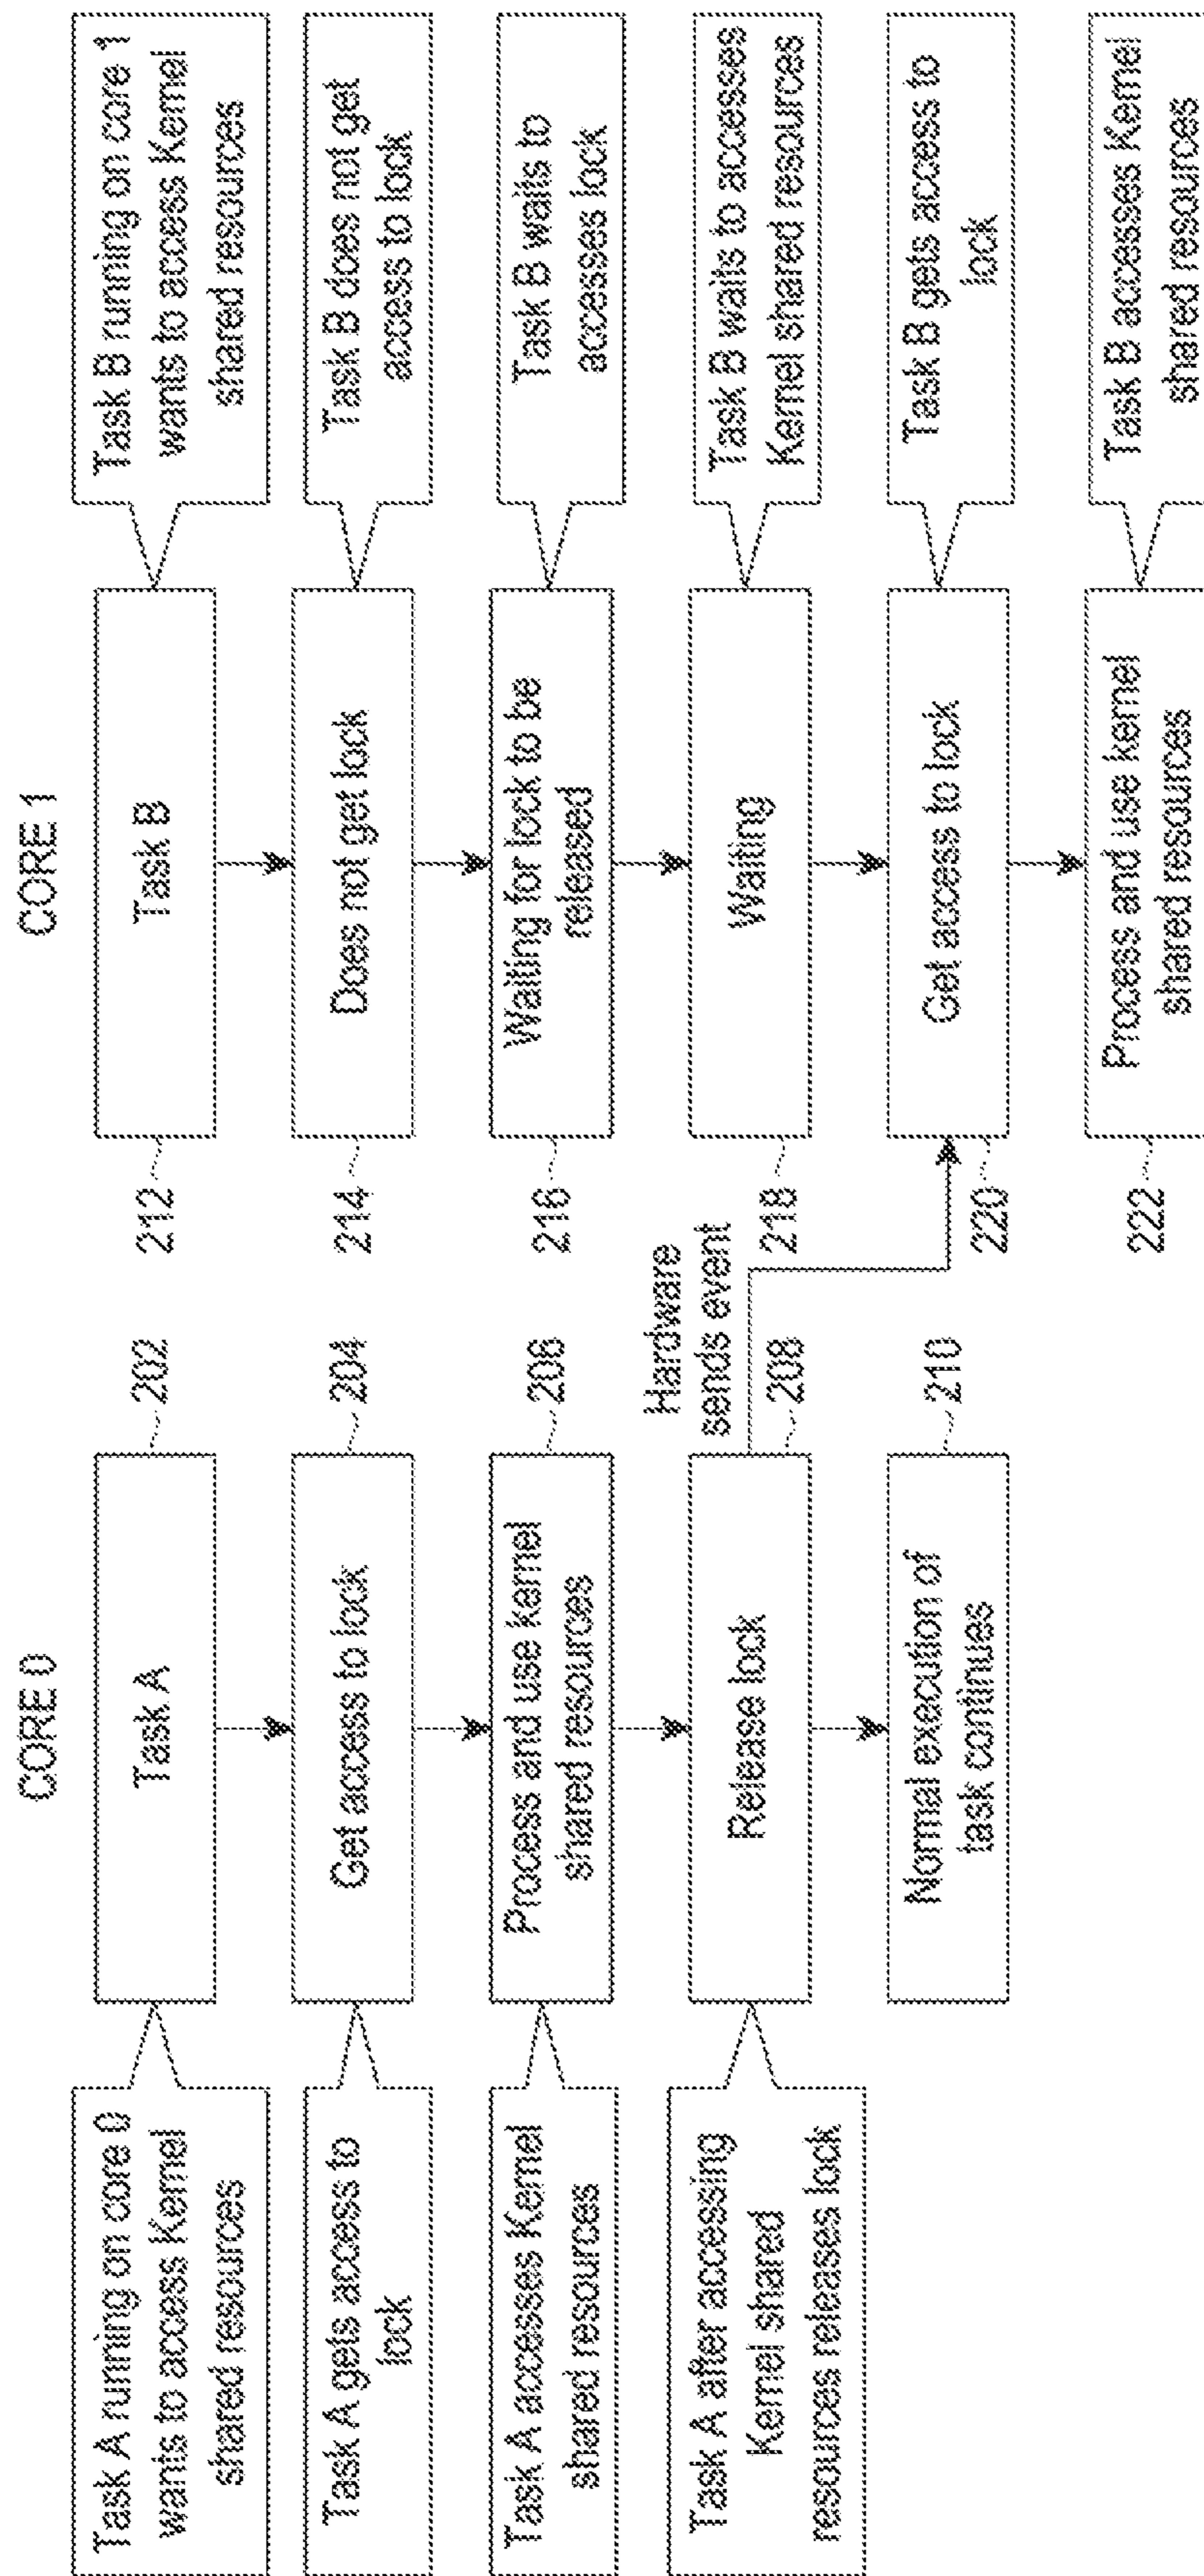 CORE 0
CORE 1
Task A running on core 0
wants to access Kernel
shared resources
Task A
202
212
Task B
Task B running on core 1
wants to access Kernel
shared resources
Task A gets access to
lock
Get access to lock
204
214
Does not get lock
Task B does not get
access to lock
Task A accesses Kernel
shared resources
Process and use kernel
shared resources
206
216
Waiting for lock to be
released
Task B waits to
accesses lock
Task A after accessing
Kernel shared
resources releases lock
Release lock
Hardware
sends event
208
218
Waiting
Task B waits to accesses
Kernel shared resources
Normal execution of
task continues
210
220
Get access to lock
Task B gets access to
lock
222
Process and use kernel
shared resources
Task B accesses Kernel
shared resources